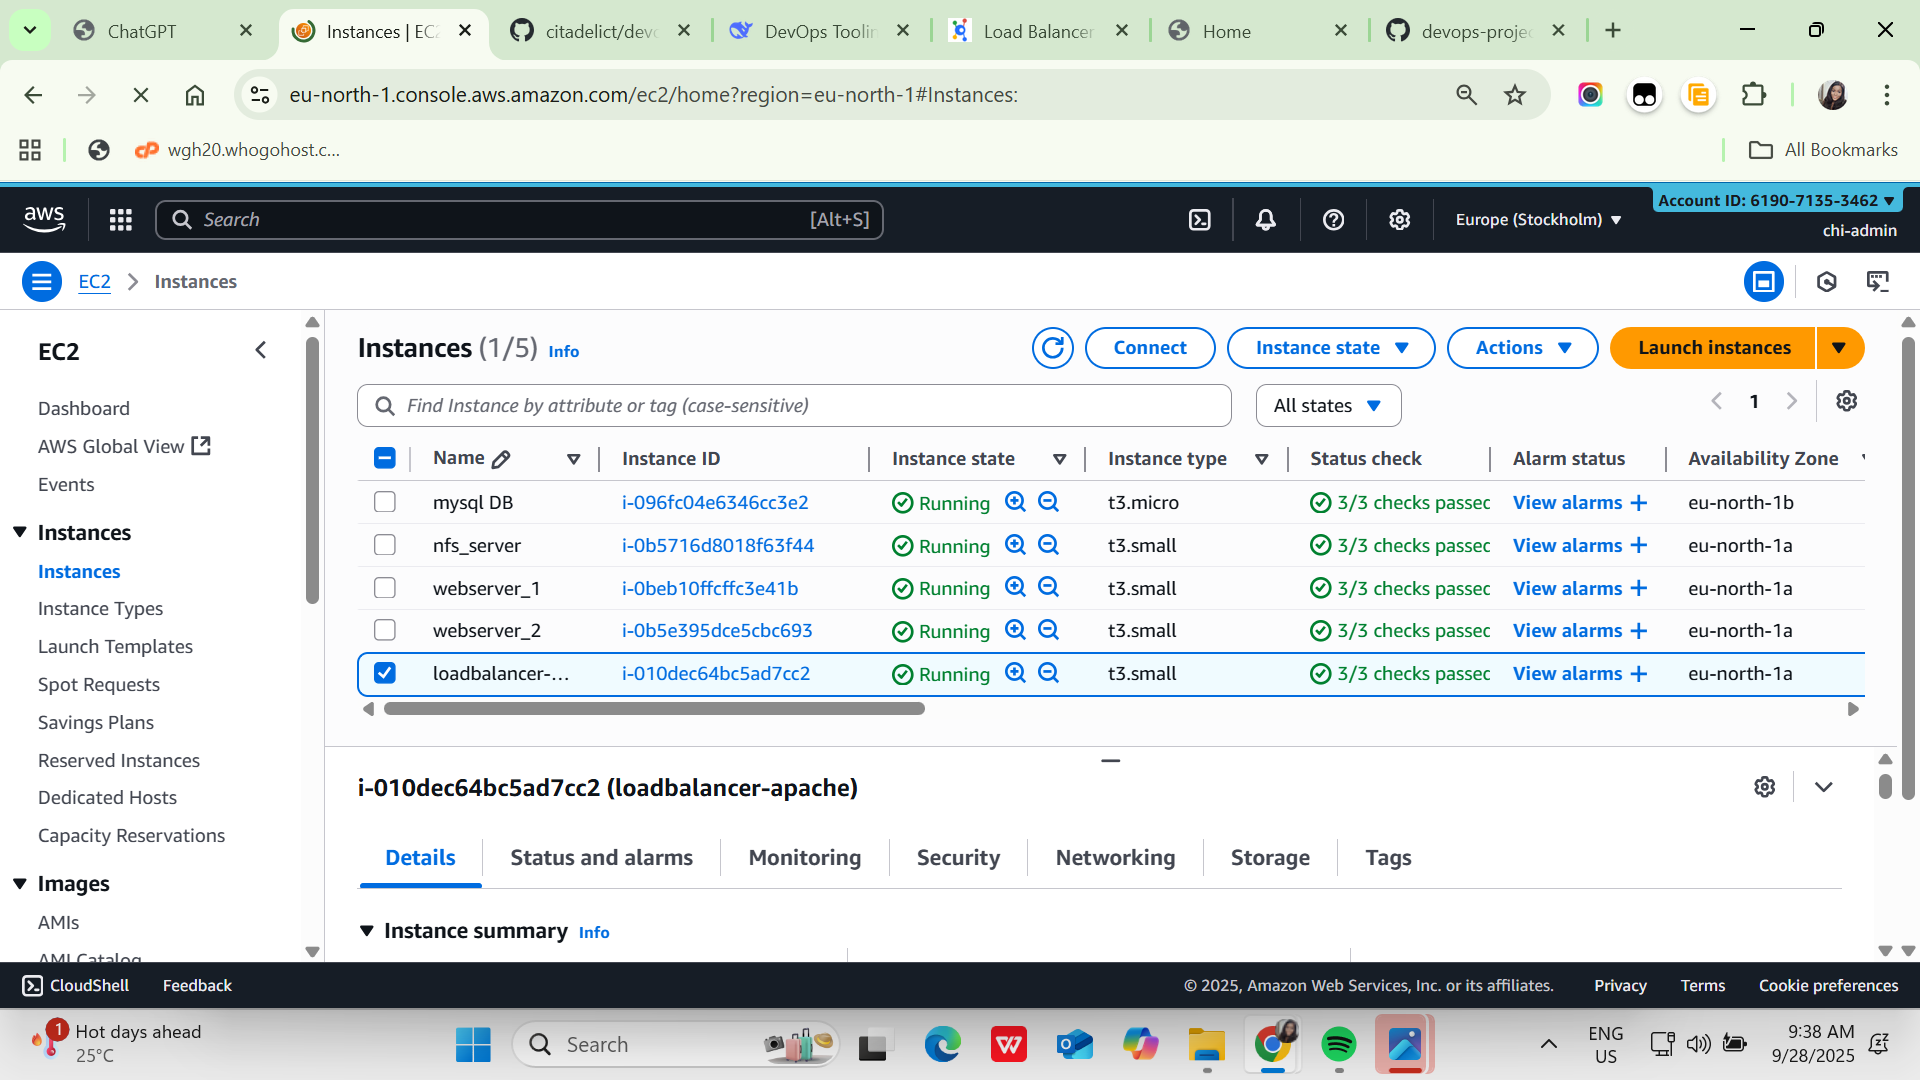 ChatGPT
Instances | EC2
citadelict/devo
DevOps Toolin
Load Balancer
Home
devops-projec
eu-north-1.console.aws.amazon.com/ec2/home?region=eu-north-1#Instances:
wgh20.whogohost.c...
All Bookmarks
aws
Search
[Alt+S]
Europe (Stockholm)
Account ID: 6190-7135-3462
chi-admin
EC2
Instances
EC2
Dashboard
AWS Global View
Events
Instances
Instances
Instance Types
Launch Templates
Spot Requests
Savings Plans
Reserved Instances
Dedicated Hosts
Capacity Reservations
Images
AMIs
AMI Catalog
Instances (1/5) Info
Connect
Instance state
Actions
Launch instances
Find Instance by attribute or tag (case-sensitive)
All states
1
Name Instance ID Instance state Instance type Status check Alarm status Availability Zone
mysql DB i-096fc04e6346cc3e2 Running t3.micro 3/3 checks passed View alarms + eu-north-1b
nfs_server i-0b5716d8018f63f44 Running t3.small 3/3 checks passed View alarms + eu-north-1a
webserver_1 i-0beb10ffcffc3e41b Running t3.small 3/3 checks passed View alarms + eu-north-1a
webserver_2 i-0b5e395dce5cbc693 Running t3.small 3/3 checks passed View alarms + eu-north-1a
loadbalancer-... i-010dec64bc5ad7cc2 Running t3.small 3/3 checks passed View alarms + eu-north-1a
i-010dec64bc5ad7cc2 (loadbalancer-apache)
Details
Status and alarms
Monitoring
Security
Networking
Storage
Tags
Instance summary Info
CloudShell
Feedback
© 2025, Amazon Web Services, Inc. or its affiliates.
Privacy
Terms
Cookie preferences
1
Hot days ahead
25°C
Search
ENG
US
9:38 AM
9/28/2025